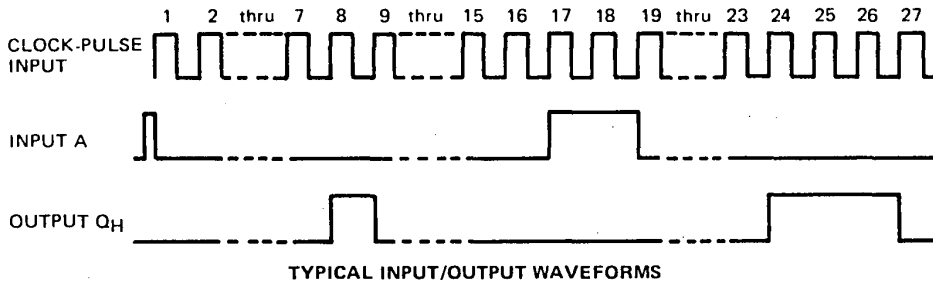 1 2 thru 7 8 9 thru 15 16 17 18 19 thru 23 24 25 26 27
CLOCK-PULSE
INPUT
INPUT A
OUTPUT QH
TYPICAL INPUT/OUTPUT WAVEFORMS